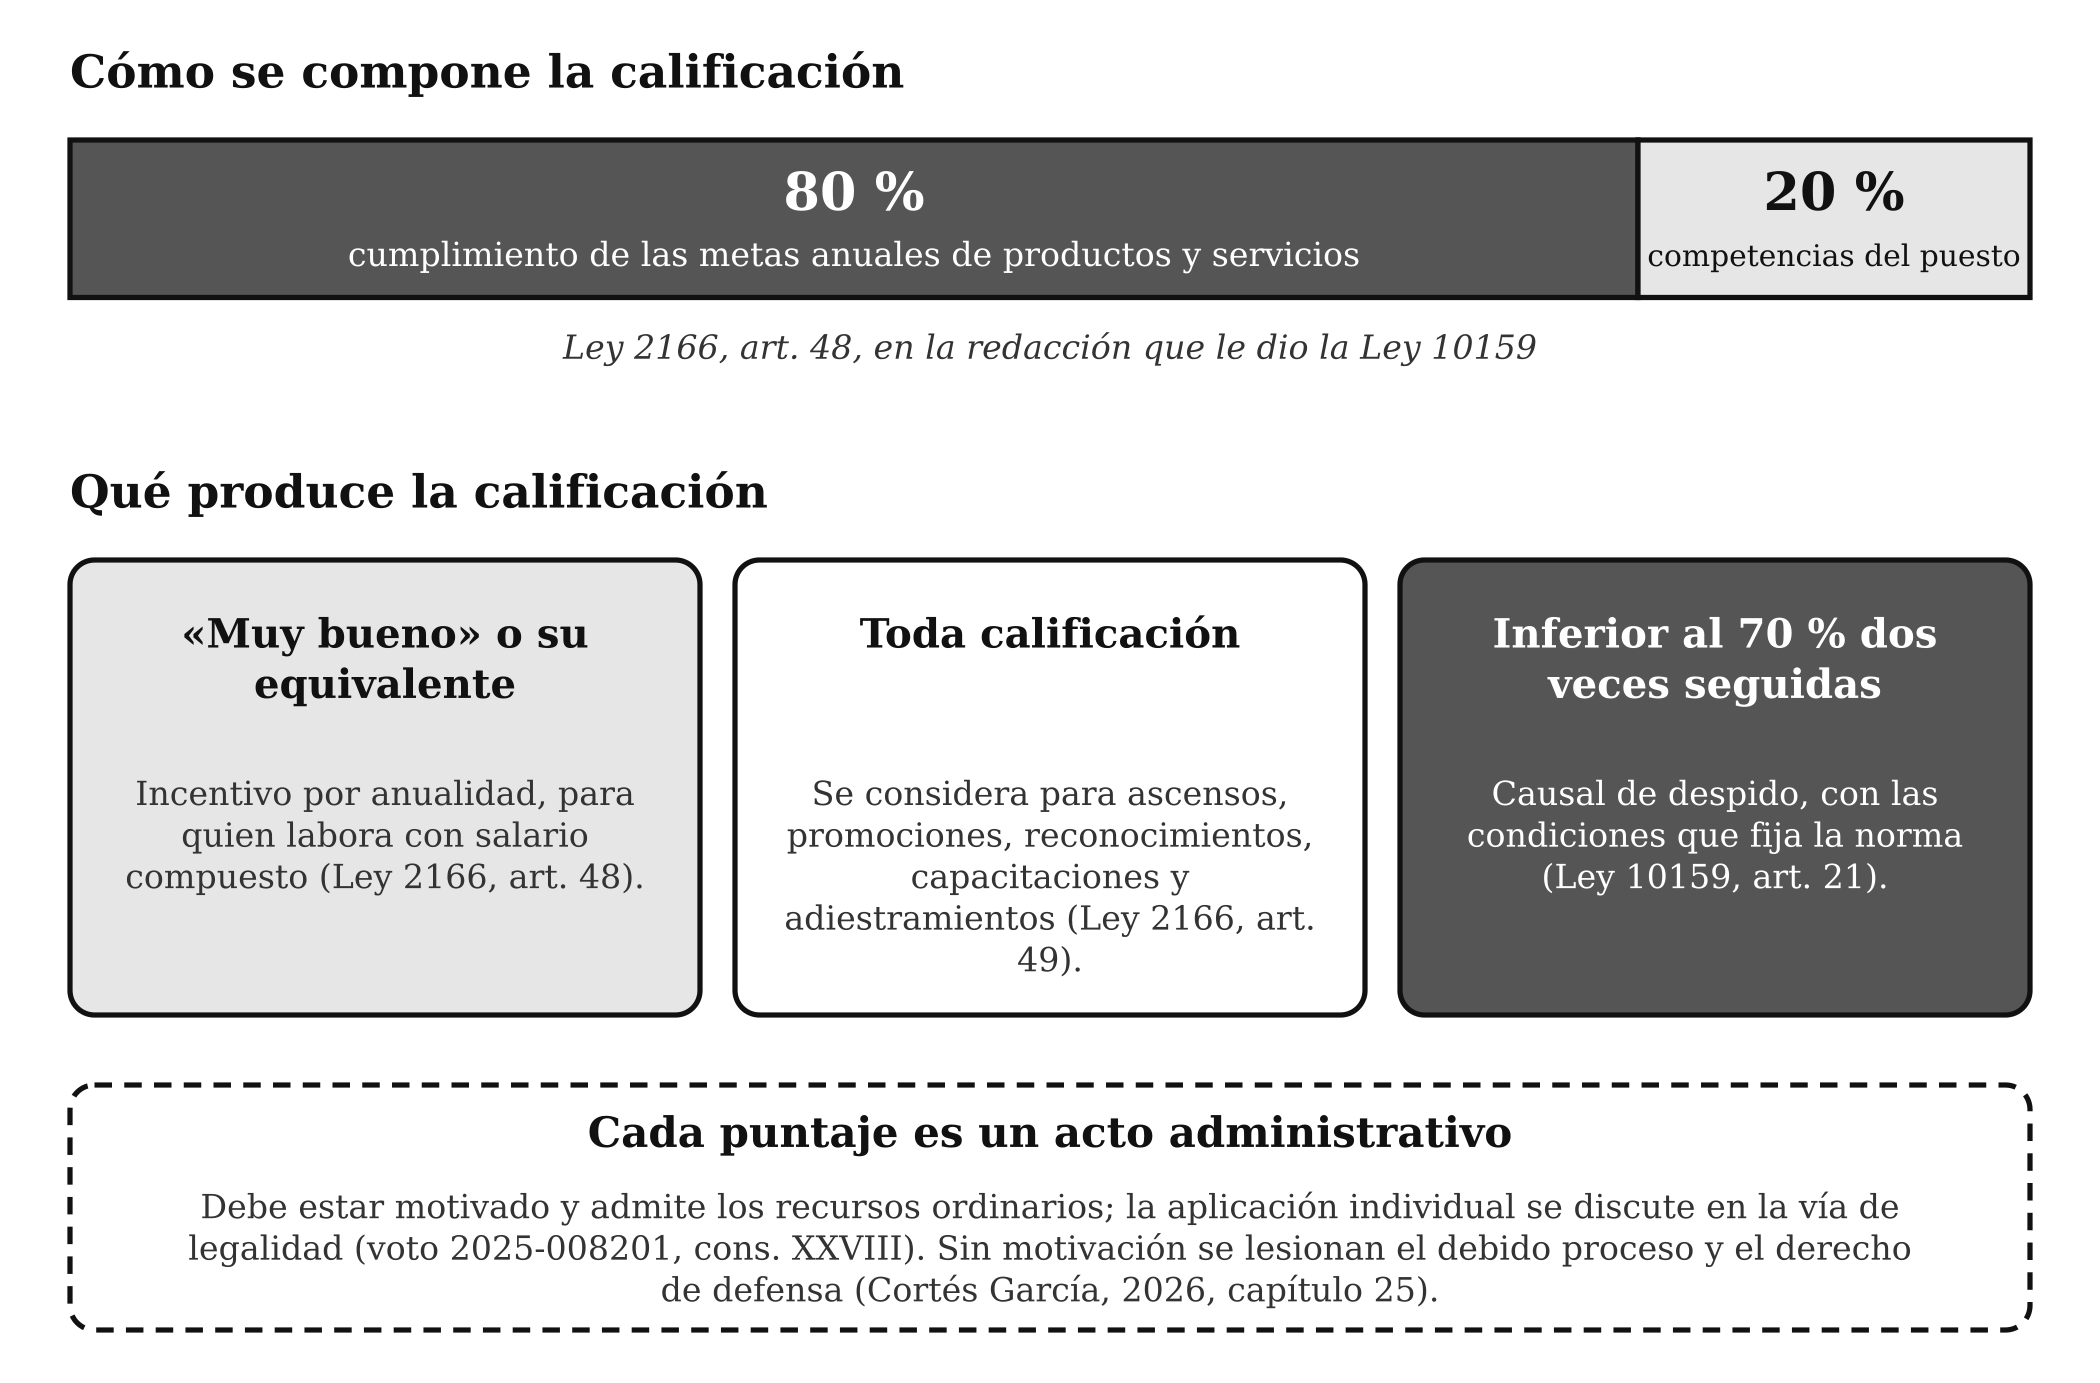 Cómo se compone la calificación
80 %
cumplimiento de las metas anuales de productos y servicios
20 %
competencias del puesto
Ley 2166, art. 48, en la redacción que le dio la Ley 10159
Qué produce la calificación
«Muy bueno» o su
equivalente
Incentivo por anualidad, para
quien labora con salario
compuesto (Ley 2166, art. 48).
Toda calificación
Se considera para ascensos,
promociones, reconocimientos,
capacitaciones y
adiestramientos (Ley 2166, art.
49).
Inferior al 70 % dos
veces seguidas
Causal de despido, con las
condiciones que fija la norma
(Ley 10159, art. 21).
Cada puntaje es un acto administrativo
Debe estar motivado y admite los recursos ordinarios; la aplicación individual se discute en la vía de
legalidad (voto 2025-008201, cons. XXVIII). Sin motivación se lesionan el debido proceso y el derecho
de defensa (Cortés García, 2026, capítulo 25).